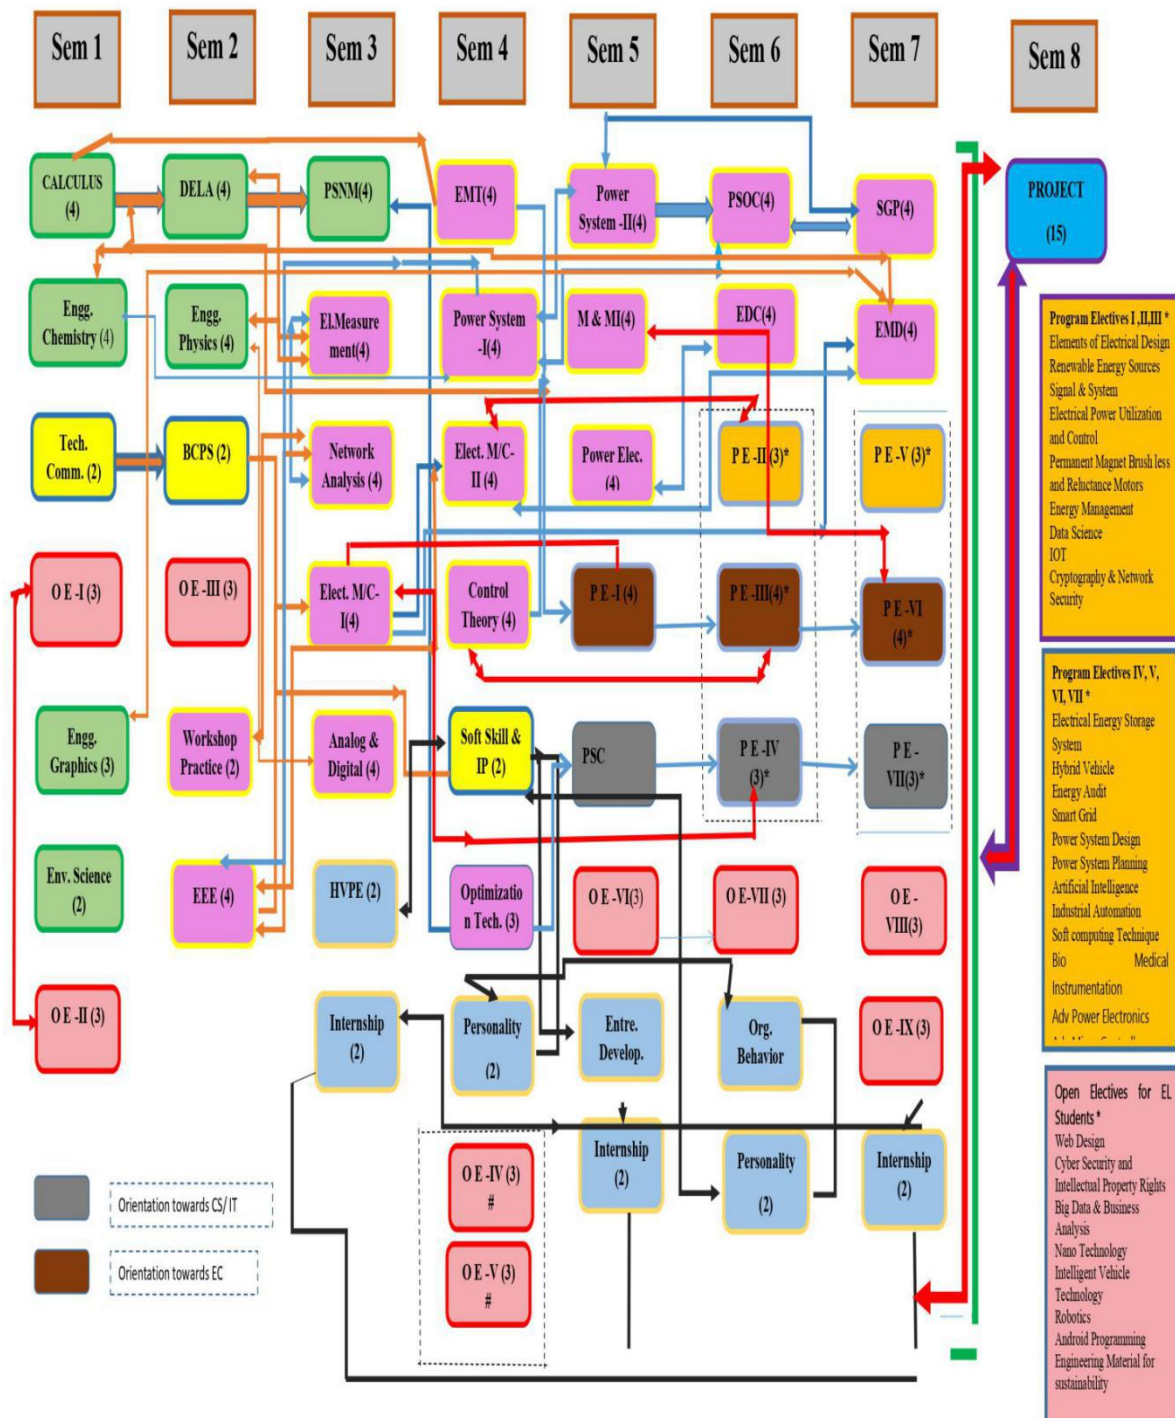 Sem 1
Sem 2
Sem 3
Sem 4
Sem 5
Sem 6
Sem 7
Sem 8
CALCULUS
(4)
DELA (4)
PSNM(4)
EMT(4)
Power
System -II(4)
PSOC(4)
SGP(4)
PROJECT
(15)
Engg.
Chemistry (4)
Engg.
Physics (4)
El.Measure
ment(4)
Power System
-I(4)
M & MI(4)
EDC(4)
EMD(4)
Tech.
Comm. (2)
BCPS (2)
Network
Analysis (4)
Elect. M/C-
II (4)
Power Elec.
(4)
P E -II (3)*
P E -V (3)*
O E -I (3)
O E -III (3)
Elect. M/C-
I(4)
Control
Theory (4)
P E -I (4)
P E -III(4)*
P E -VI
(4)*
Engg.
Graphics (3)
Workshop
Practice (2)
Analog &
Digital (4)
Soft Skill &
IP (2)
PSC
P E -IV
(3)*
P E -
VII(3)*
Env. Science
(2)
EEE (4)
HVPE (2)
Optimizatio
n Tech. (3)
O E -VI(3)
O E-VII (3)
O E -
VIII(3)
O E -II (3)
Internship
(2)
Personality
(2)
Entre.
Develop.
Org.
Behavior
O E -IX (3)
O E -IV (3)
#
Internship
(2)
Personality
(2)
Internship
(2)
O E -V (3)
#
Orientation towards CS/ IT
Orientation towards EC
Program Electives I ,II,III *
Elements of Electrical Design
Renewable Energy Sources
Signal & System
Electrical Power Utilization
and Control
Permanent Magnet Brush less
and Reluctance Motors
Energy Management
Data Science
IOT
Cryptography & Network
Security
Program Electives IV, V,
VI, VII *
Electrical Energy Storage
System
Hybrid Vehicle
Energy Audit
Smart Grid
Power System Design
Power System Planning
Artificial Intelligence
Industrial Automation
Soft computing Technique
Bio Medical
Instrumentation
Adv Power Electronics
Open Electives for EL
Students *
Web Design
Cyber Security and
Intellectual Property Rights
Big Data & Business
Analysis
Nano Technology
Intelligent Vehicle
Technology
Robotics
Android Programming
Engineering Material for
sustainability